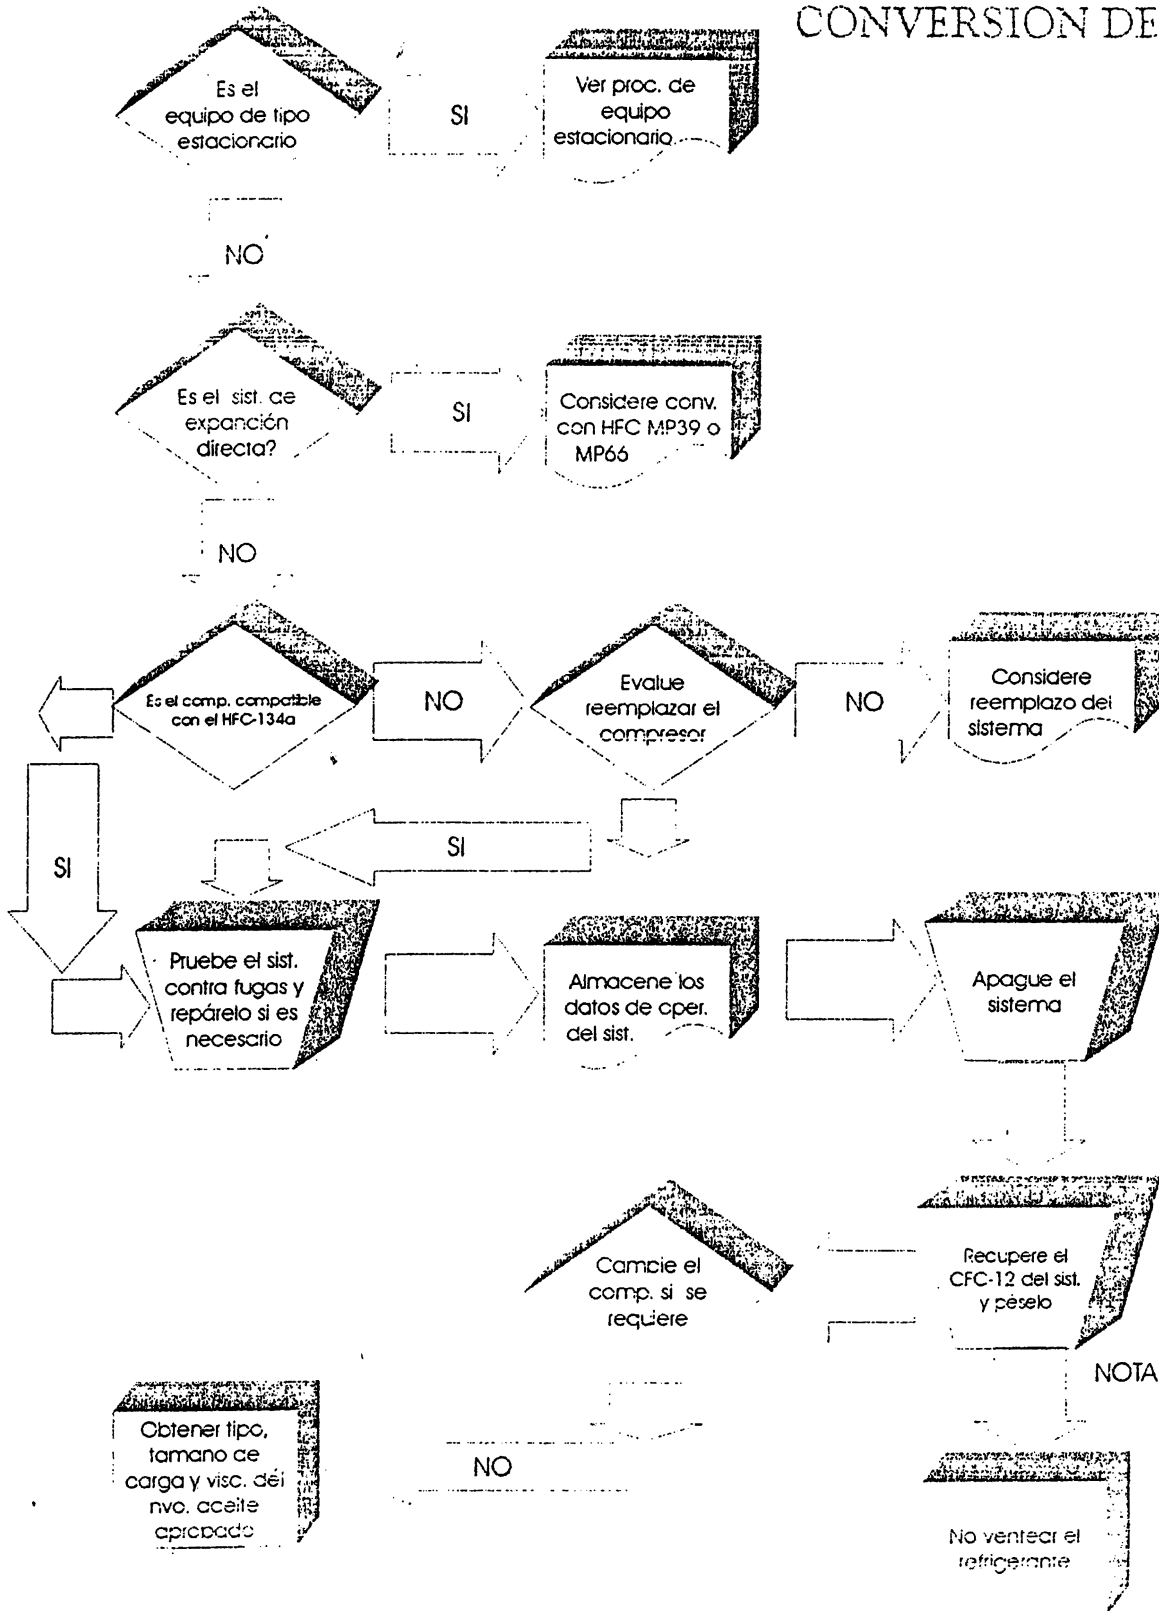 CONVERSION DE
Es el
equipo de tipo
estacionario
SI
Ver proc. de
equipo
estacionario
NO
Es el sist. de
expanción
directa?
SI
Considere conv.
con HFC MP39 o
MP66
NO
Es el comp. compatible
con el HFC-134a
NO
Evalue
reemplazar el
compresor
NO
Considere
reemplazo del
sistema
SI
SI
Pruebe el sist.
contra fugas y
repárelo si es
necesario
Almacene los
datos de oper.
del sist.
Apague el
sistema
Cambie el
comp. si se
requiere
Recupere el
CFC-12 del sist.
y péselo
NOTA
Obtener tipo,
tamano de
carga y visc. del
nvo. aceite
aprobado
NO
No ventear el
refrigerante